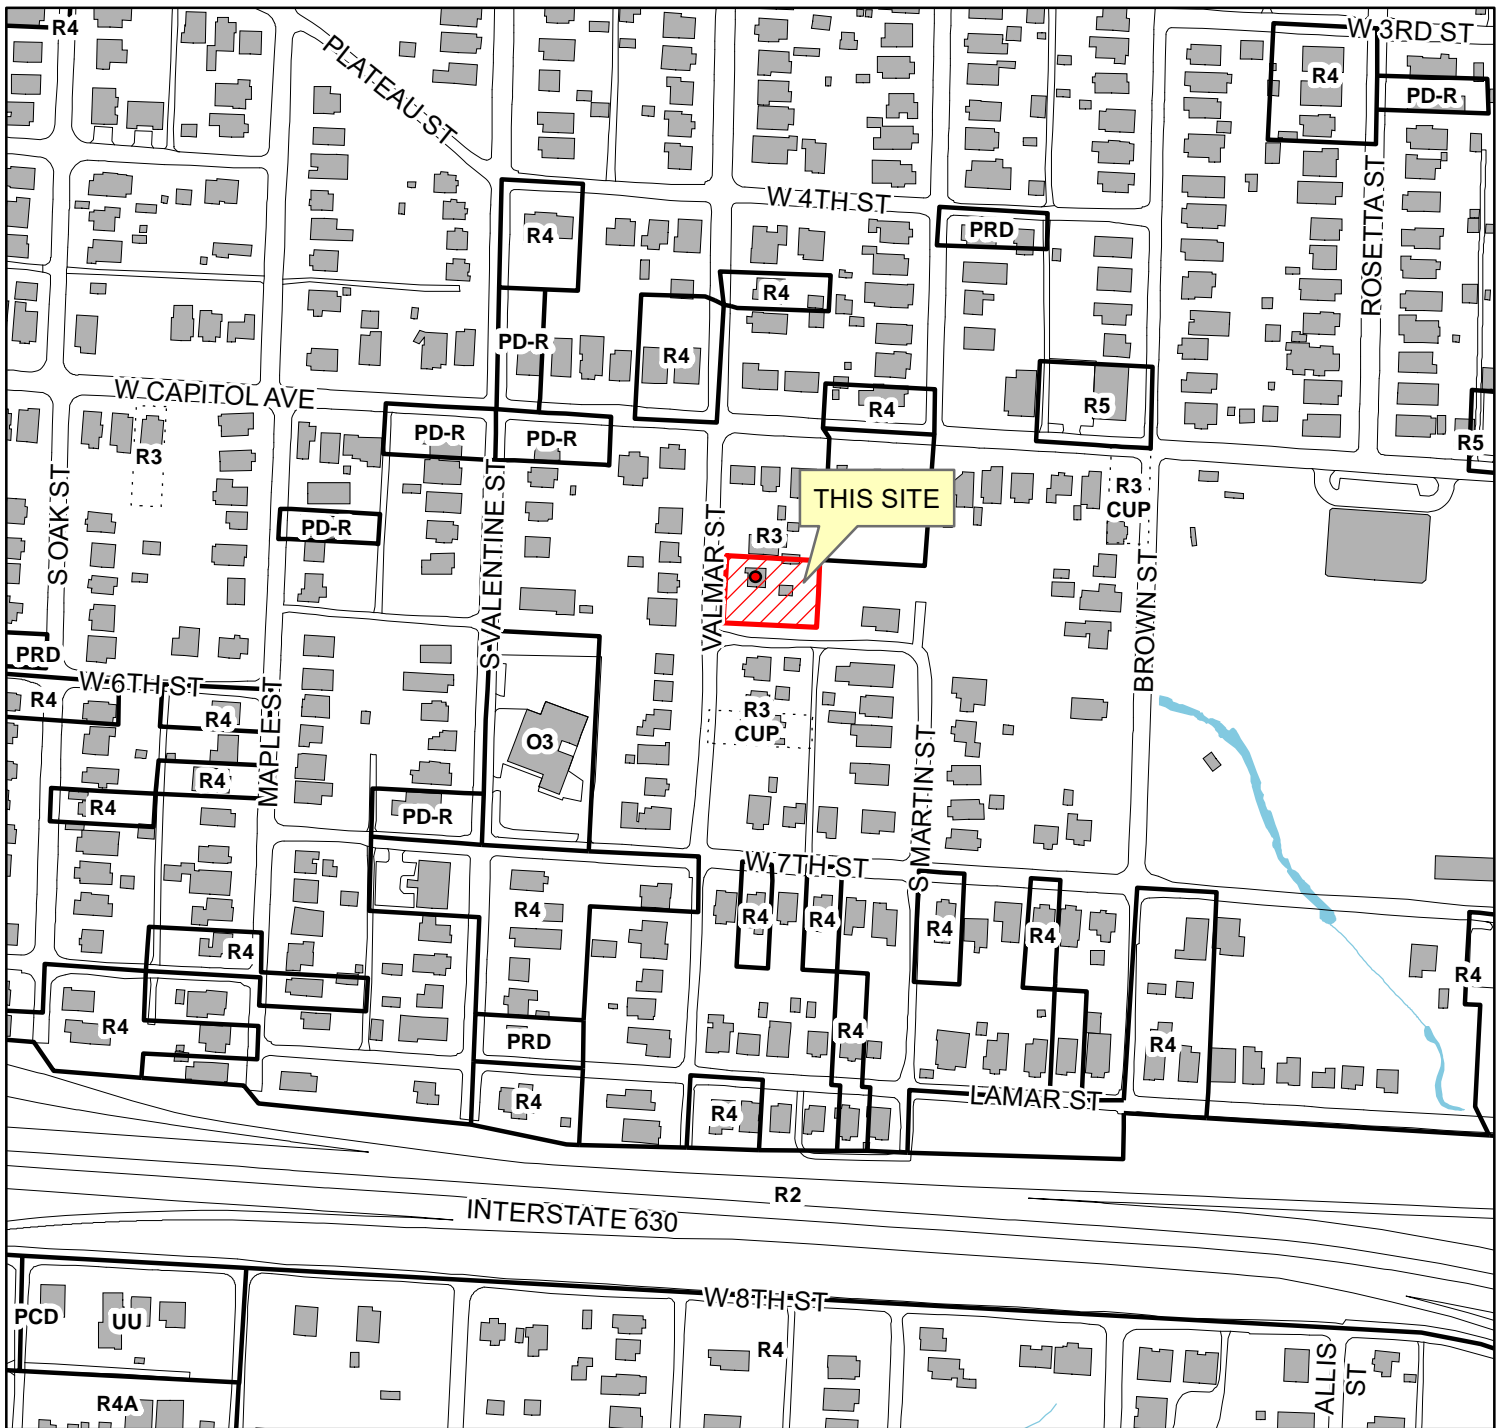 R4
W 3RD ST
PLATEAU ST
R4
PD-R
ROSETTA ST
W 4TH ST
R4
PRD
R4
PD-R
R4
W CAPITOL AVE
R4
R5
PD-R
PD-R
R5
R3
S OAK ST
S VALENTINE ST
R3
CUP
THIS SITE
PD-R
VALMAR ST
R3
BROWN ST
PRD
W 6TH ST
R4
R4
MAPLE ST
O3
R3
CUP
S MARTIN ST
R4
R4
PD-R
W 7TH ST
R4
R4
R4
R4
R4
R4
R4
R4
R4
R4
PRD
R4
R4
R4
LAMAR ST
R2
INTERSTATE 630
W 8TH ST
PCD
UU
R4
ALLIS
ST
R4A